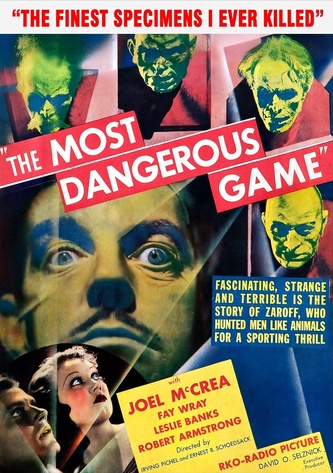 "THE FINEST SPECIMENS I EVER KILLED"
"THE MOST
DANGEROUS
GAME"
FASCINATING, STRANGE
AND TERRIBLE IS THE
STORY OF ZAROFF, WHO
HUNTED MEN LIKE ANIMALS
FOR A SPORTING THRILL
with
JOEL McCREA
FAY WRAY
LESLIE BANKS
ROBERT ARMSTRONG
Directed by
IRVING PICHEL and ERNEST B. SCHOEDSACK
RKO-RADIO PICTURE
DAVID O. SELZNICK
Executive
Producer